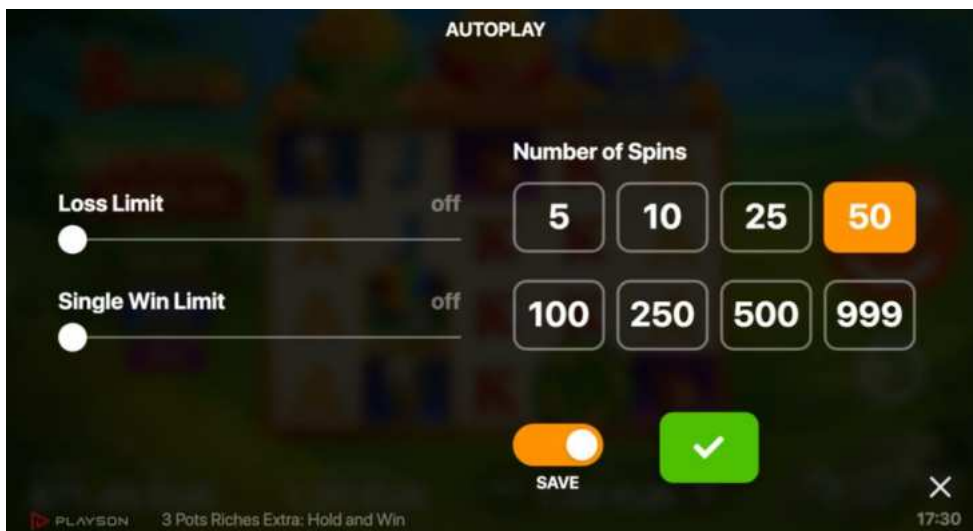 AUTOPLAY
Loss Limit off
Single Win Limit off
Number of Spins
5 10 25 50
100 250 500 999
SAVE
PLAYSON 3 Pots Riches Extra: Hold and Win 17:30